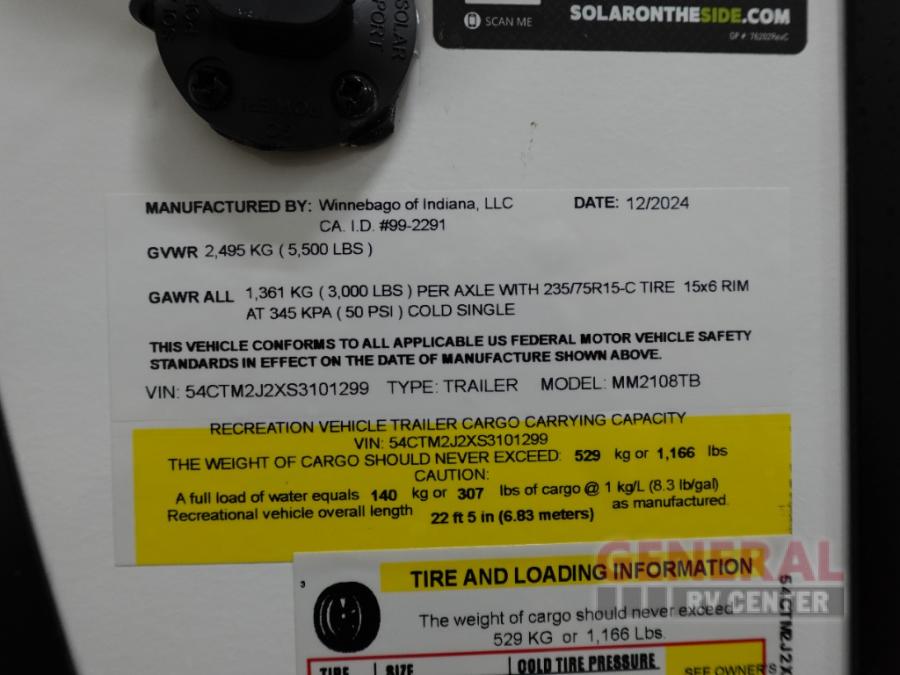 SOLAR
PORT
SCAN ME
SOLARONTHESIDE.COM
MANUFACTURED BY: Winnebago of Indiana, LLC DATE: 12/2024
CA. I.D. #99-2291
GVWR 2,495 KG ( 5,500 LBS )
GAWR ALL 1,361 KG ( 3,000 LBS ) PER AXLE WITH 235/75R15-C TIRE 15x6 RIM
AT 345 KPA ( 50 PSI ) COLD SINGLE
THIS VEHICLE CONFORMS TO ALL APPLICABLE US FEDERAL MOTOR VEHICLE SAFETY
STANDARDS IN EFFECT ON THE DATE OF MANUFACTURE SHOWN ABOVE.
VIN: 54CTM2J2XS3101299 TYPE: TRAILER MODEL: MM2108TB
RECREATION VEHICLE TRAILER CARGO CARRYING CAPACITY
VIN: 54CTM2J2XS3101299
THE WEIGHT OF CARGO SHOULD NEVER EXCEED: 529 kg or 1,166 lbs
CAUTION:
A full load of water equals 140 kg or 307 lbs of cargo @ 1 kg/L (8.3 lb/gal)
Recreational vehicle overall length 22 ft 5 in (6.83 meters) as manufactured.
3
TIRE AND LOADING INFORMATION
The weight of cargo should never exceed
529 KG or 1,166 Lbs.
TIRE SIZE COLD TIRE PRESSURE
SEE OWNER'S
54CTM2J2X
GENERAL
RV CENTER